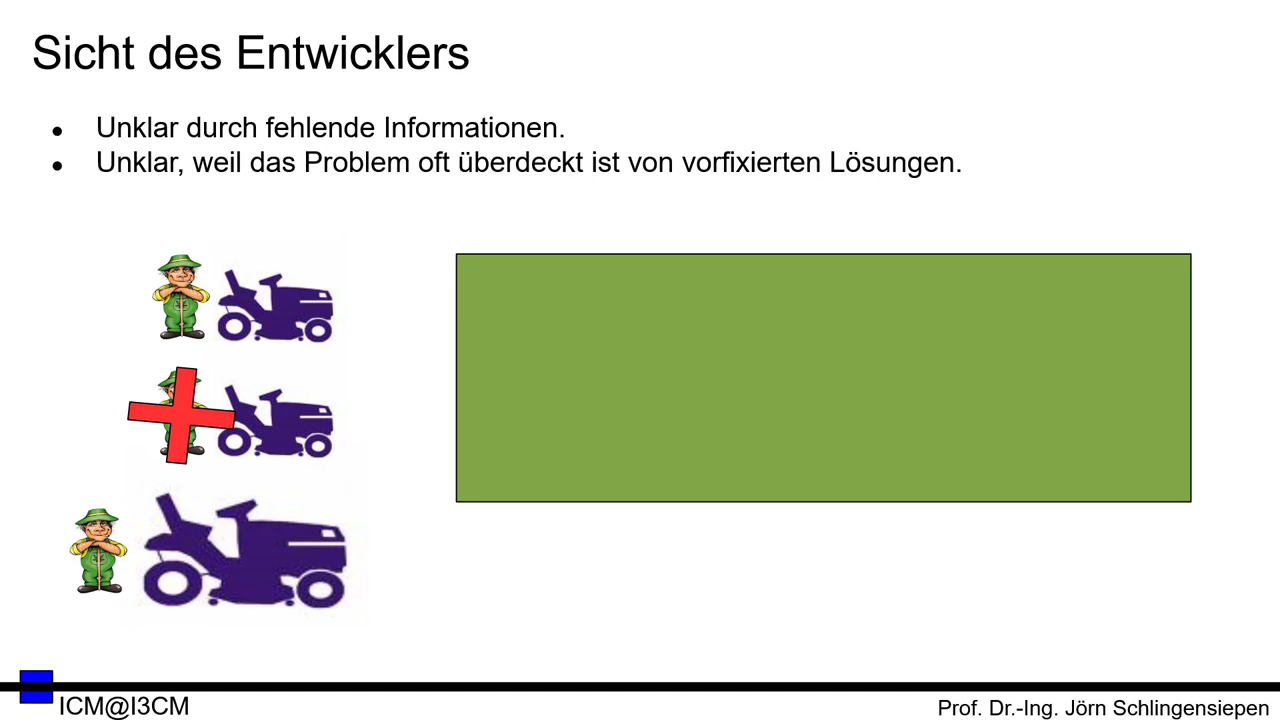 Sicht des Entwicklers
● Unklar durch fehlende Informationen.
● Unklar, weil das Problem oft überdeckt ist von vorfixierten Lösungen.
ICM@I3CM
Prof. Dr.-Ing. Jörn Schlingensiepen